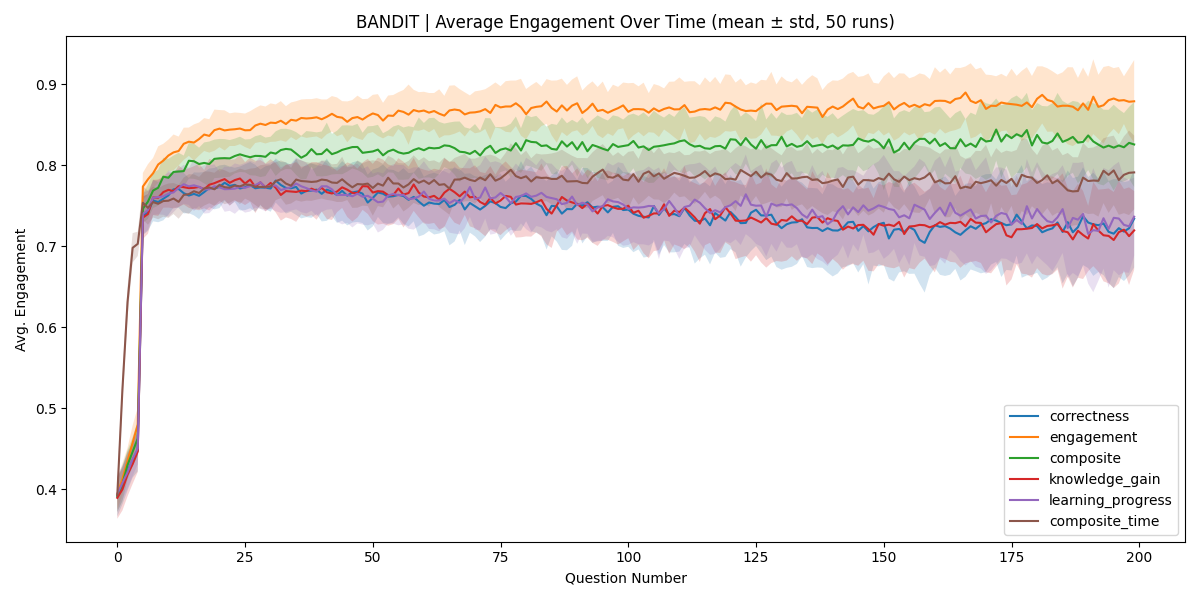 BANDIT | Average Engagement Over Time (mean ± std, 50 runs)
Avg. Engagement
0.9
0.8
0.7
0.6
0.5
0.4
0 25 50 75 100 125 150 175 200
Question Number
correctness
engagement
composite
knowledge_gain
learning_progress
composite_time